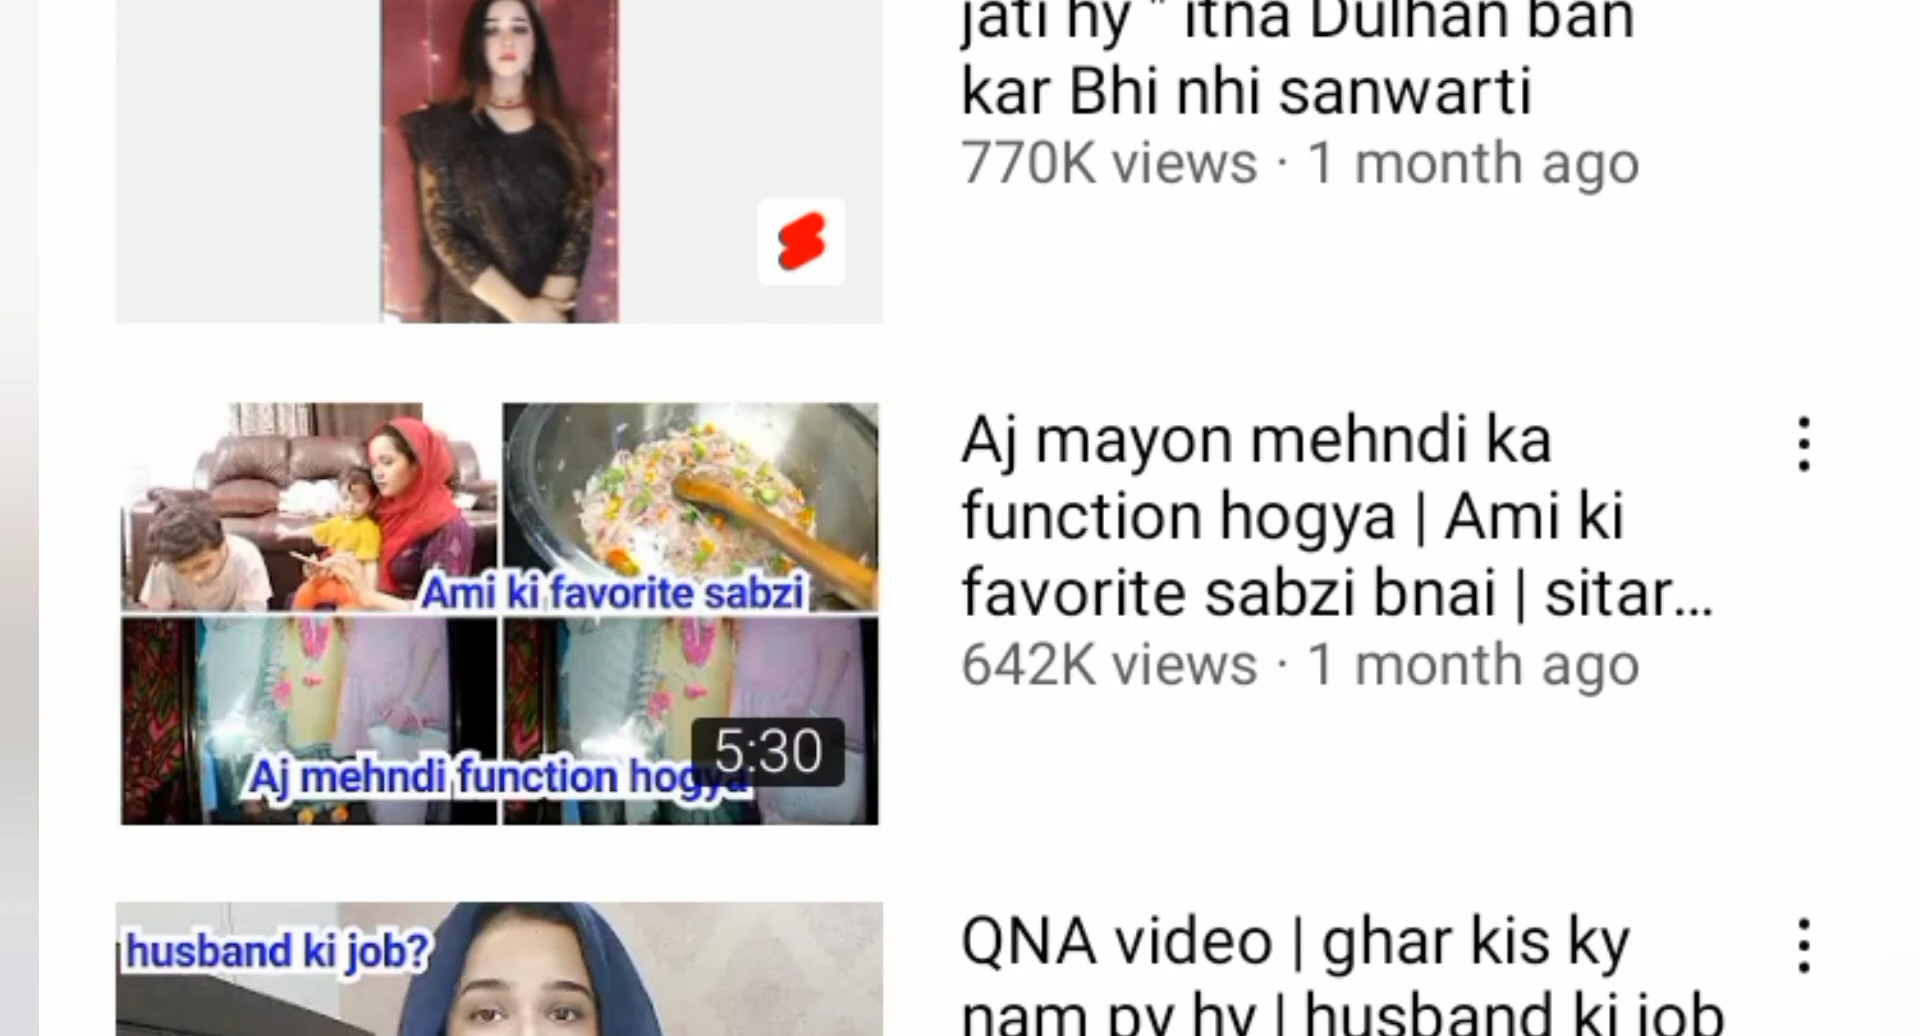 jati hy " itna Dulhan ban
kar Bhi nhi sanwarti
770K views · 1 month ago
Ami ki favorite sabzi
Aj mehndi function hogya
5:30
Aj mayon mehndi ka
function hogya | Ami ki
favorite sabzi bnai | sitar...
642K views · 1 month ago
husband ki job?
QNA video | ghar kis ky
nam py hy | husband ki job